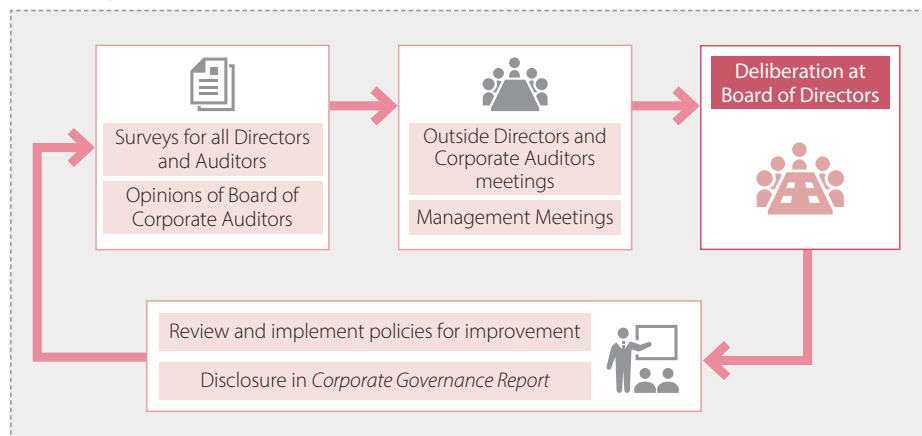 Surveys for all Directors
and Auditors
Opinions of Board of
Corporate Auditors
Outside Directors and
Corporate Auditors
meetings
Management Meetings
Deliberation at
Board of Directors
Review and implement policies for improvement
Disclosure in Corporate Governance Report